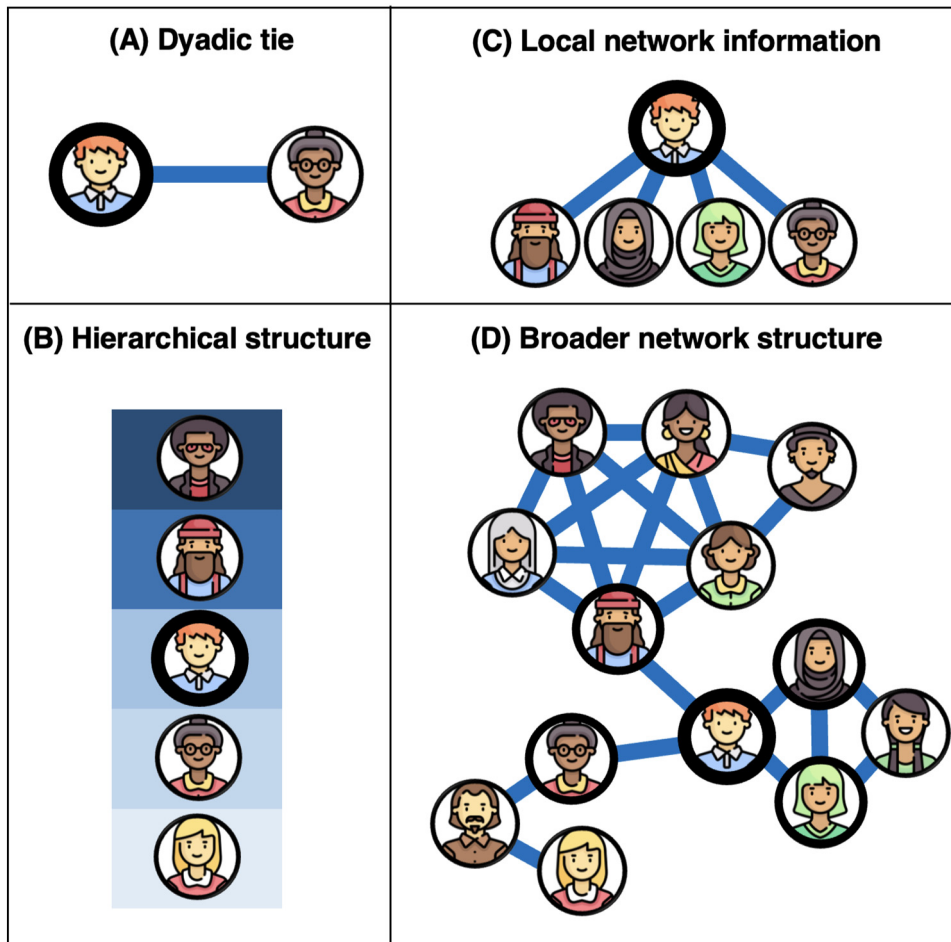 (A) Dyadic tie
(C) Local network information
(B) Hierarchical structure
(D) Broader network structure